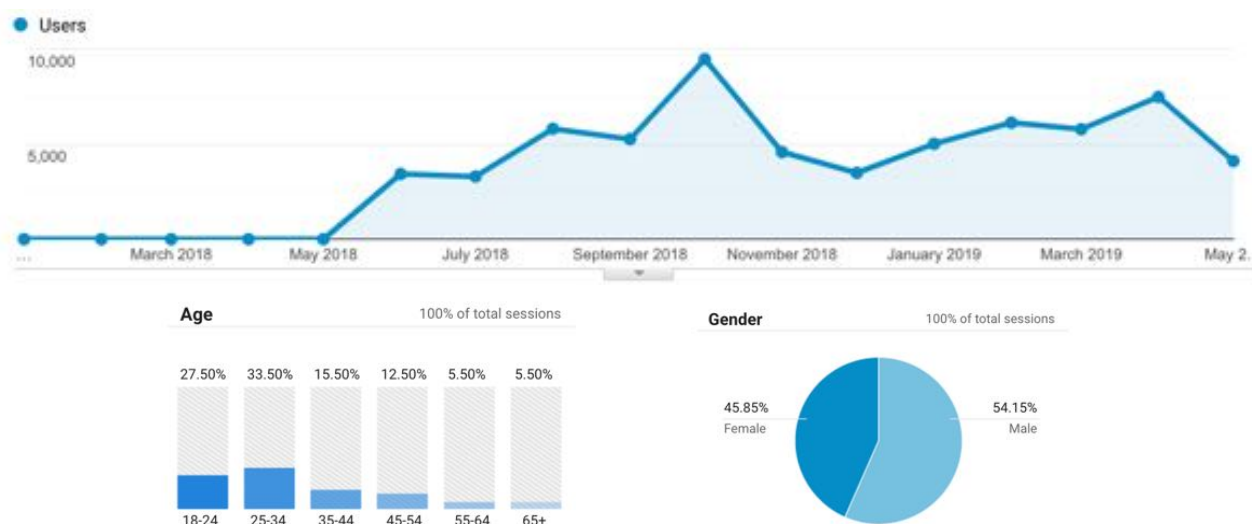 Users
10,000
5,000
... March 2018 May 2018 July 2018 September 2018 November 2018 January 2019 March 2019 May 2...
Age 100% of total sessions
27.50% 33.50% 15.50% 12.50% 5.50% 5.50%
18-24 25-34 35-44 45-54 55-64 65+
Gender 100% of total sessions
45.85%
Female
54.15%
Male